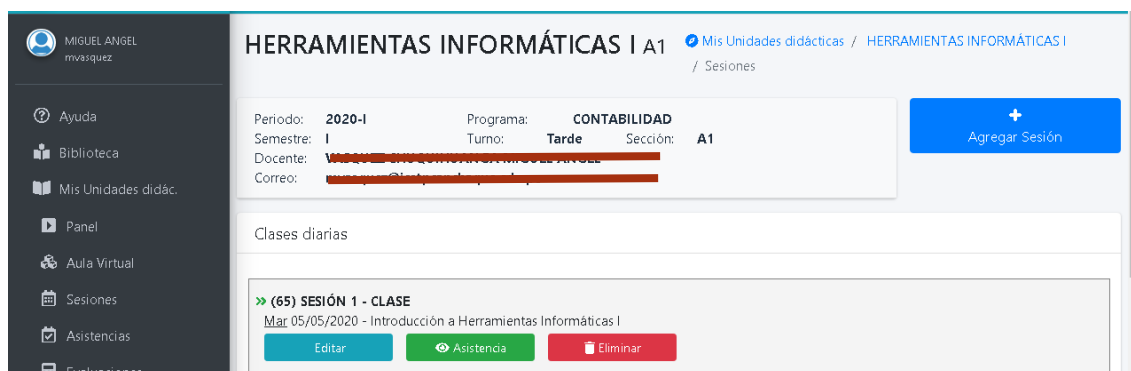 MIGUEL ANGEL
mvasquez
Ayuda
Biblioteca
Mis Unidades didác.
Panel
Aula Virtual
Sesiones
Asistencias
HERRAMIENTAS INFORMÁTICAS I A1
Mis Unidades didácticas / HERRAMIENTAS INFORMÁTICAS I
/ Sesiones
Periodo: 2020-I Programa: CONTABILIDAD
Semestre: I Turno: Tarde Sección: A1
Docente:
Correo:
Agregar Sesión
Clases diarias
(65) SESIÓN 1 - CLASE
Mar 05/05/2020 - Introducción a Herramientas Informáticas I
Editar Asistencia Eliminar